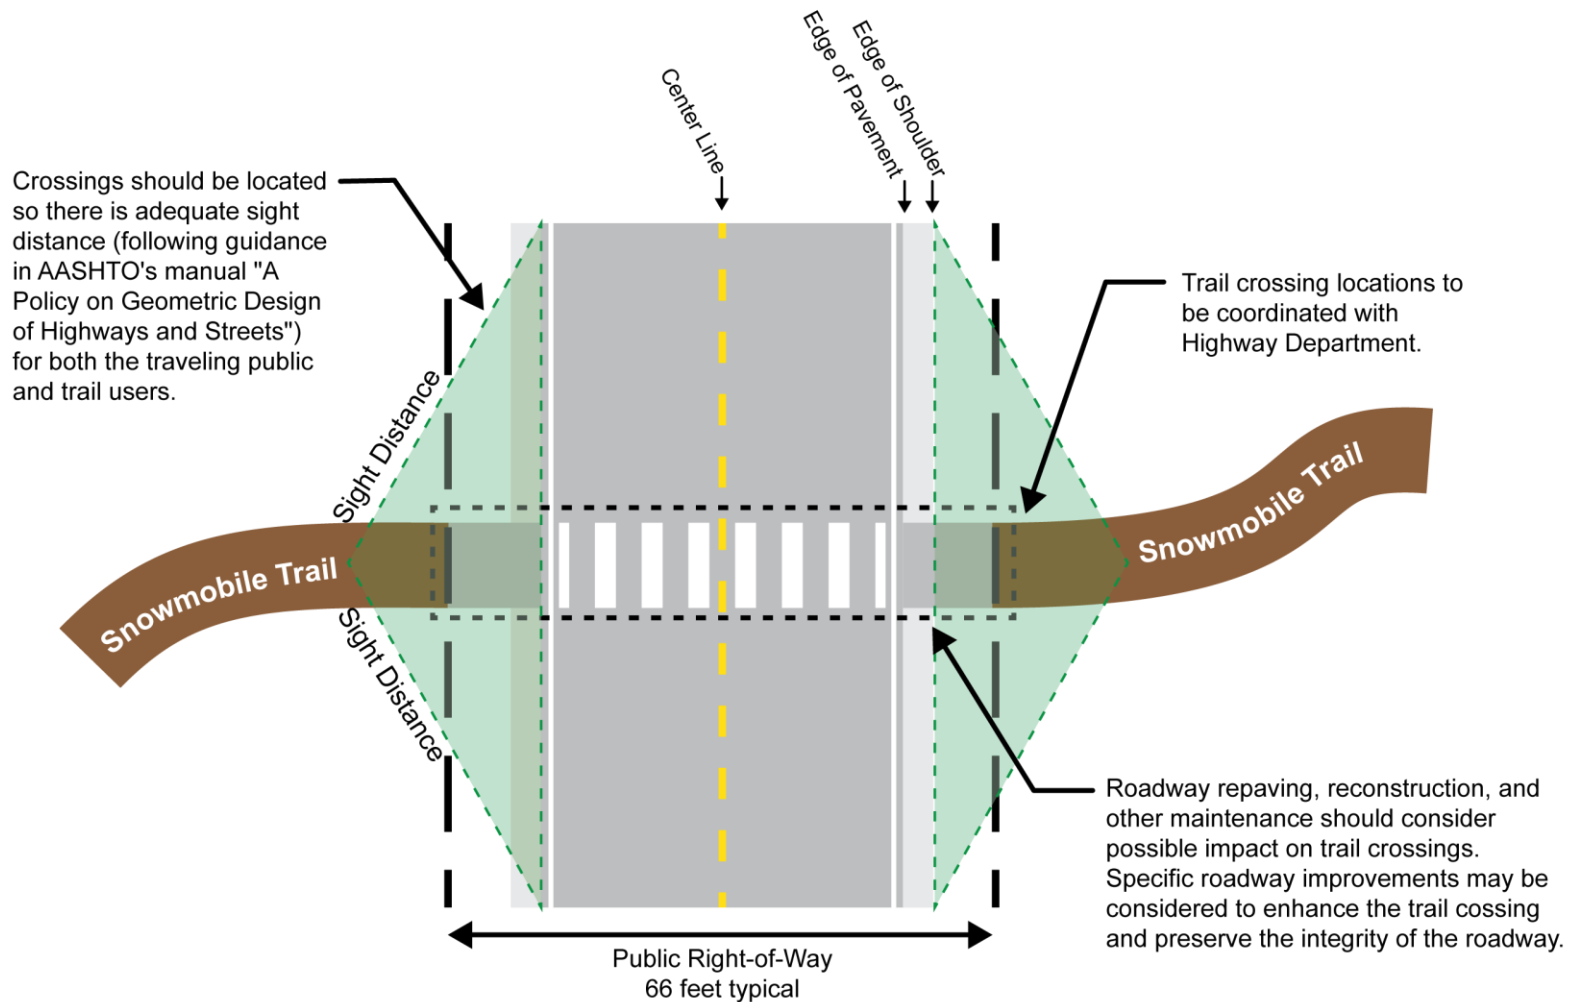 Center Line
Edge of Pavement
Edge of Shoulder
Crossings should be located
so there is adequate sight
distance (following guidance
in AASHTO's manual "A
Policy on Geometric Design
of Highways and Streets")
for both the traveling public
and trail users.
Trail crossing locations to
be coordinated with
Highway Department.
Sight Distance
Snowmobile Trail
Snowmobile Trail
Sight Distance
Roadway repaving, reconstruction, and
other maintenance should consider
possible impact on trail crossings.
Specific roadway improvements may be
considered to enhance the trail cossing
and preserve the integrity of the roadway.
Public Right-of-Way
66 feet typical